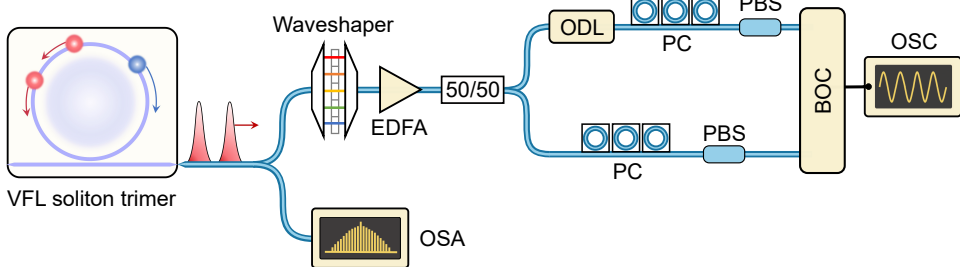 Waveshaper
PBS
ODL
PC
OSC
50/50
BOC
EDFA
PBS
PC
VFL soliton trimer
OSA